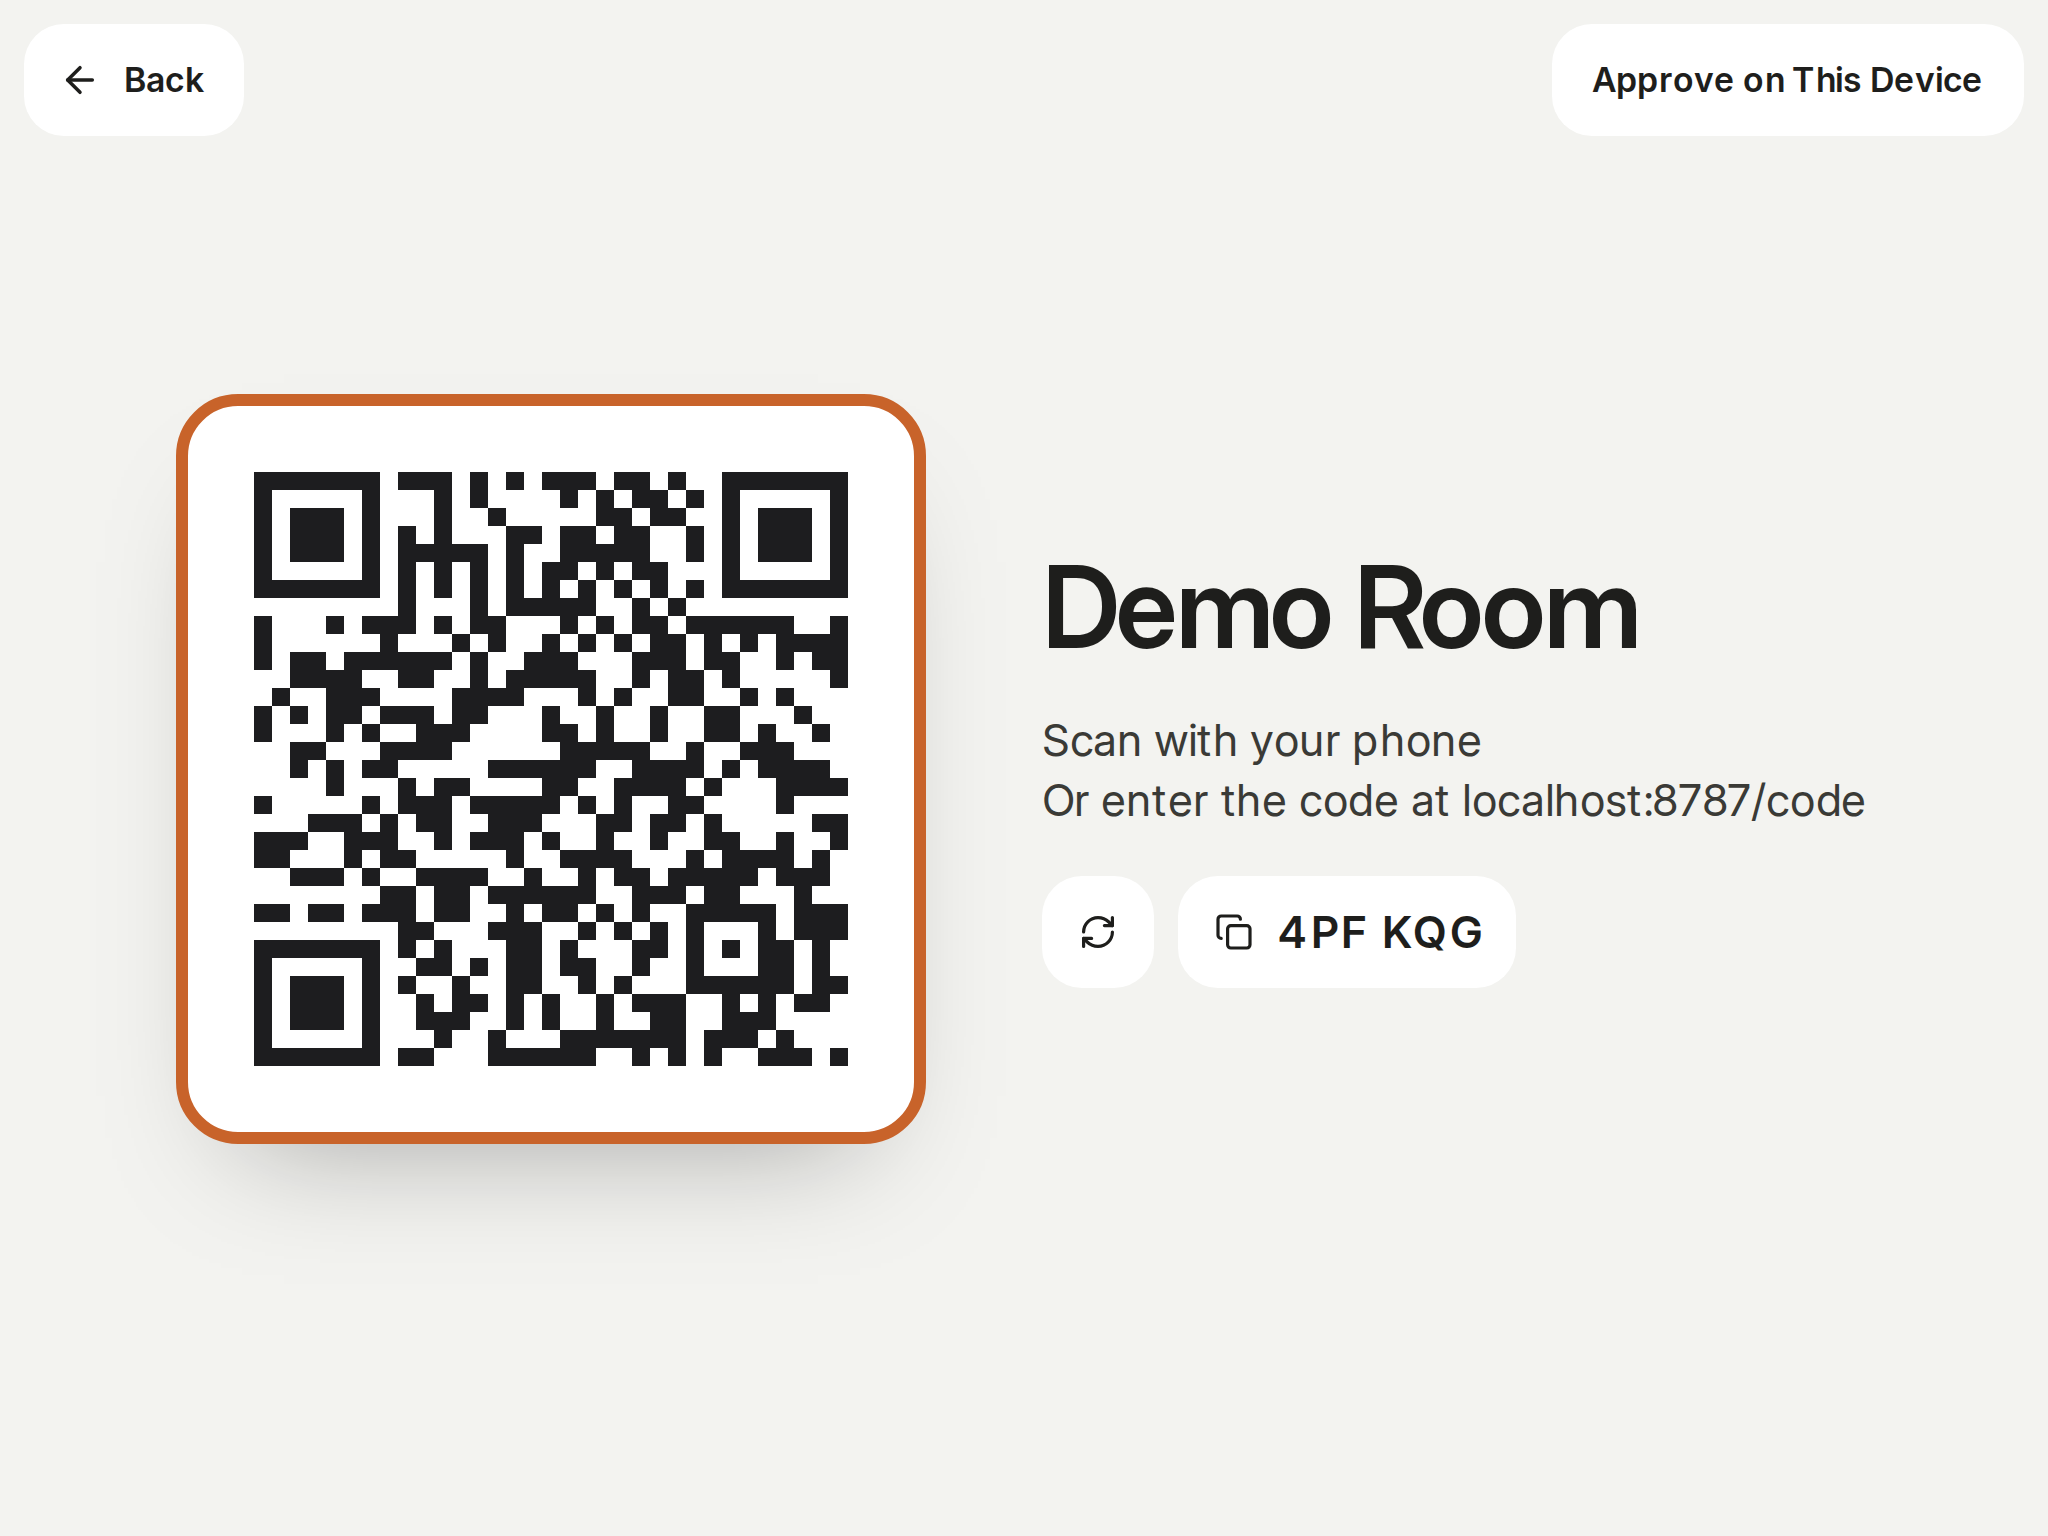 Back
Approve on This Device
Demo Room
Scan with your phone
Or enter the code at localhost:8787/code
4PF KQG